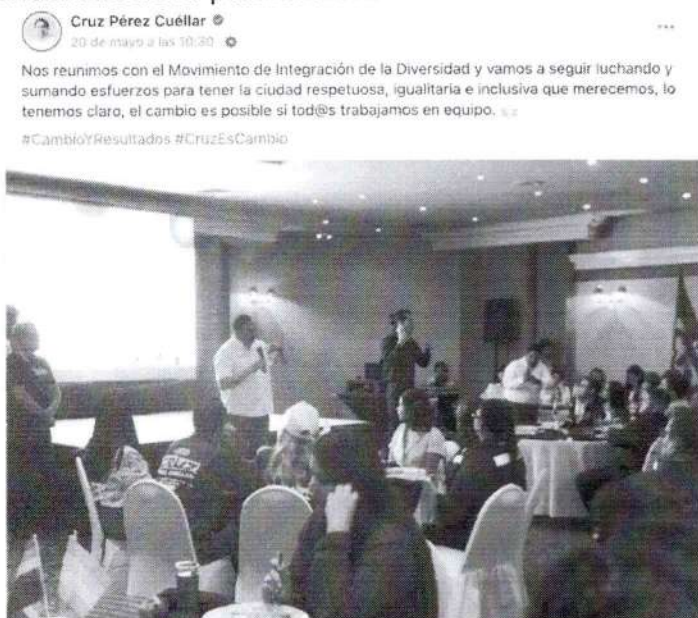 Cruz Pérez Cuéllar
20 de mayo a las 10:30
Nos reunimos con el Movimiento de Integración de la Diversidad y vamos a seguir luchando y
sumando esfuerzos para tener la ciudad respetuosa, igualitaria e inclusiva que merecemos, lo
tenemos claro, el cambio es posible si tod@s trabajamos en equipo.
#CambioYResultados #CruzEsCambio